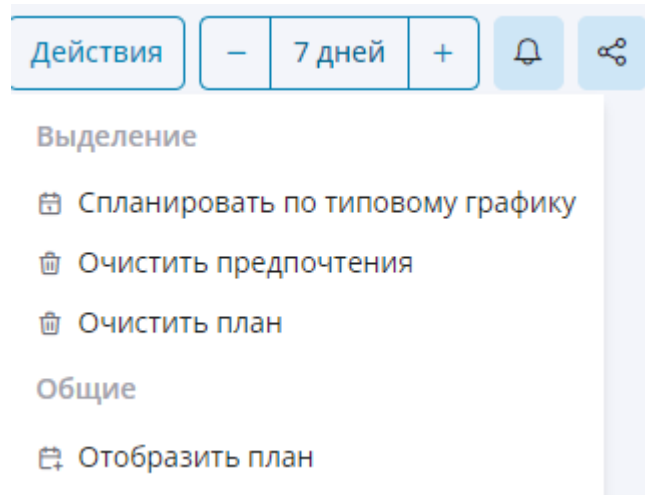 Действия − 7 дней +
Выделение
Спланировать по типовому графику
Очистить предпочтения
Очистить план
Общие
Отобразить план